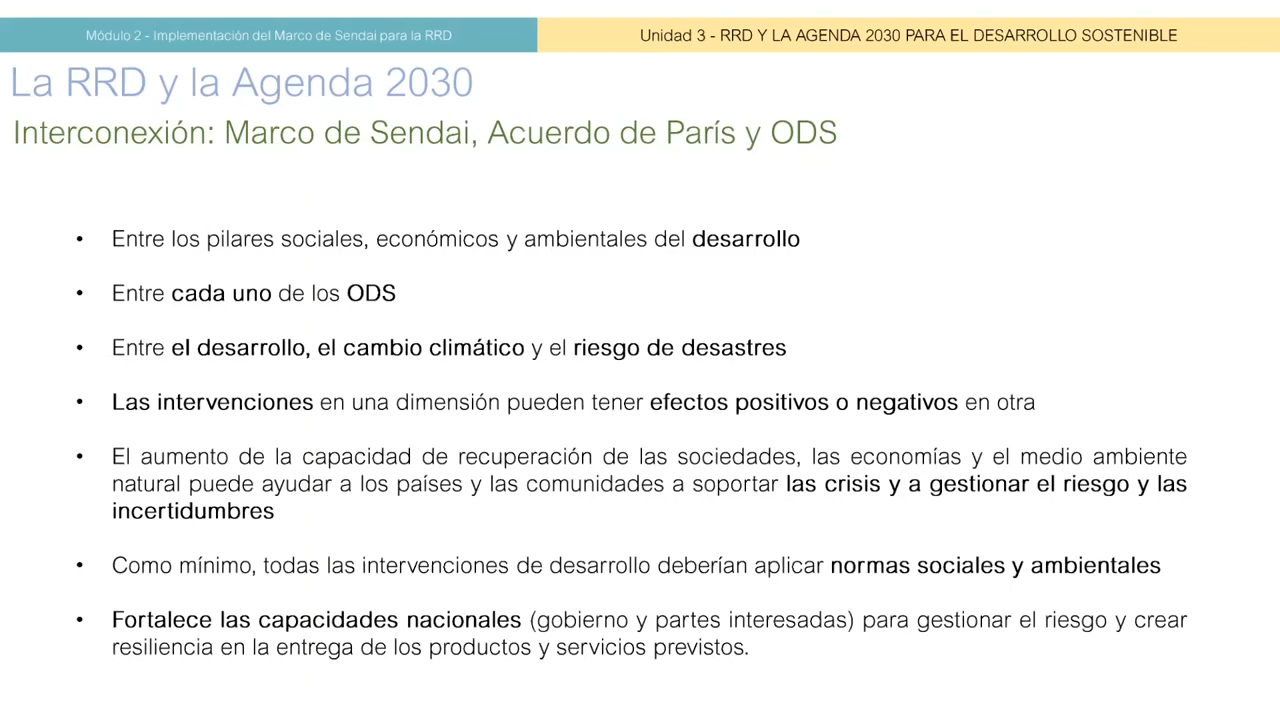 Módulo 2 - Implementación del Marco de Sendai para la RRD
Unidad 3 - RRD Y LA AGENDA 2030 PARA EL DESARROLLO SOSTENIBLE
La RRD y la Agenda 2030
Interconexión: Marco de Sendai, Acuerdo de París y ODS
• Entre los pilares sociales, económicos y ambientales del desarrollo
• Entre cada uno de los ODS
• Entre el desarrollo, el cambio climático y el riesgo de desastres
• Las intervenciones en una dimensión pueden tener efectos positivos o negativos en otra
• El aumento de la capacidad de recuperación de las sociedades, las economías y el medio ambiente
natural puede ayudar a los países y las comunidades a soportar las crisis y a gestionar el riesgo y las
incertidumbres
• Como mínimo, todas las intervenciones de desarrollo deberían aplicar normas sociales y ambientales
• Fortalece las capacidades nacionales (gobierno y partes interesadas) para gestionar el riesgo y crear
resiliencia en la entrega de los productos y servicios previstos.